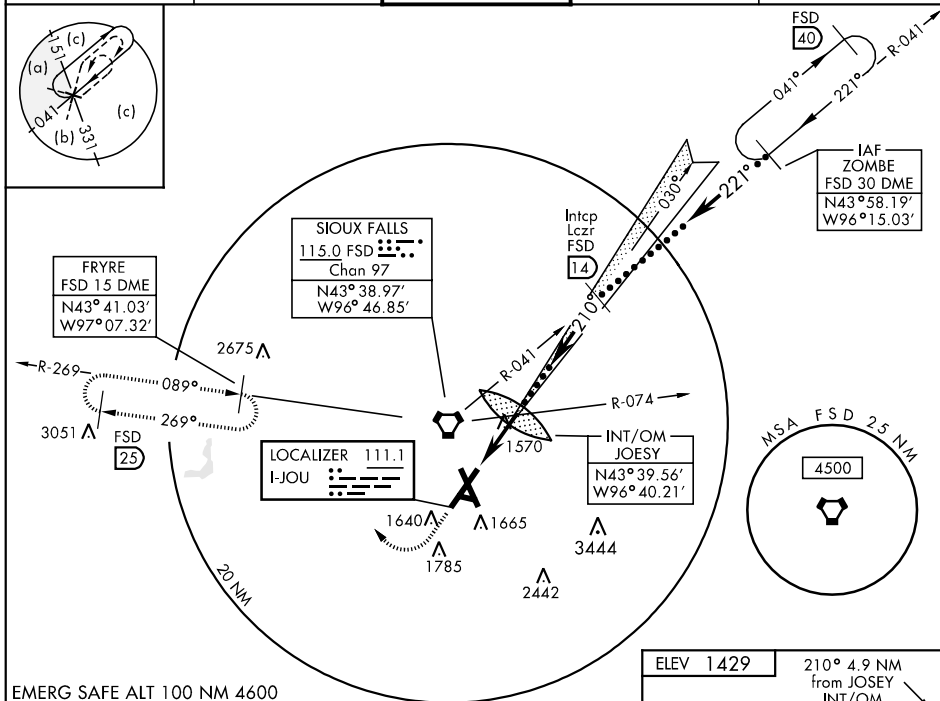 (c)
151
(a)
041
(b)
331
(c)
FSD
40
R-041
041°
221°
IAF
ZOMBE
FSD 30 DME
N43°58.19'
W96°15.03'
221°
030°
Intcp
Lczr
FSD
14
210°
SIOUX FALLS
115.0 FSD
Chan 97
N43°38.97'
W96°46.85'
FRYRE
FSD 15 DME
N43°41.03'
W97°07.32'
2675
R-269
089°
269°
3051
FSD
25
R-041
R-074
1570
INT/OM
JOESY
N43°39.56'
W96°40.21'
LOCALIZER 111.1
I-JOU
1640
1665
1785
3444
2442
20 NM
MSA FSD 25 NM
4500
EMERG SAFE ALT 100 NM 4600
ELEV 1429
210° 4.9 NM
from JOSEY
INT/OM